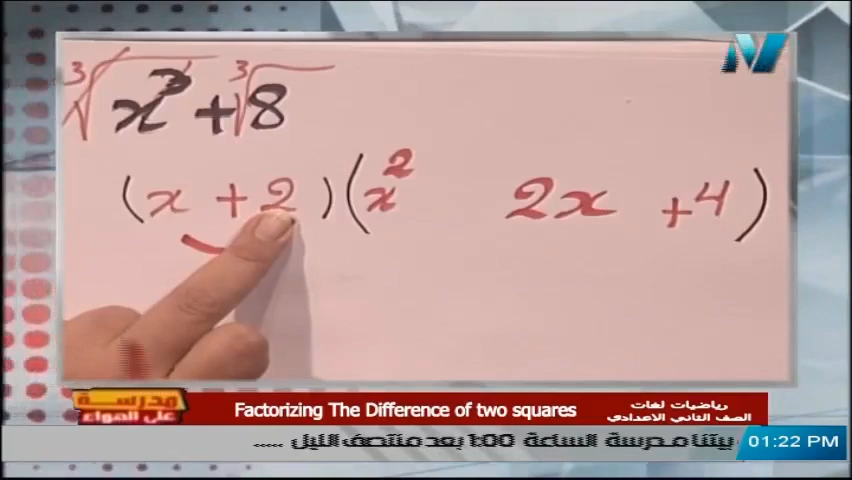 ∛x³ + ∛8
(x + 2)(x² 2x + 4)
مدرسة
على الهواء
Factorizing The Difference of two squares
رياضيات لغات
الصف الثاني الاعدادي
بيتنا مدرسة الساعة 1:00 بعد منتصف الليل .....
01:22 PM